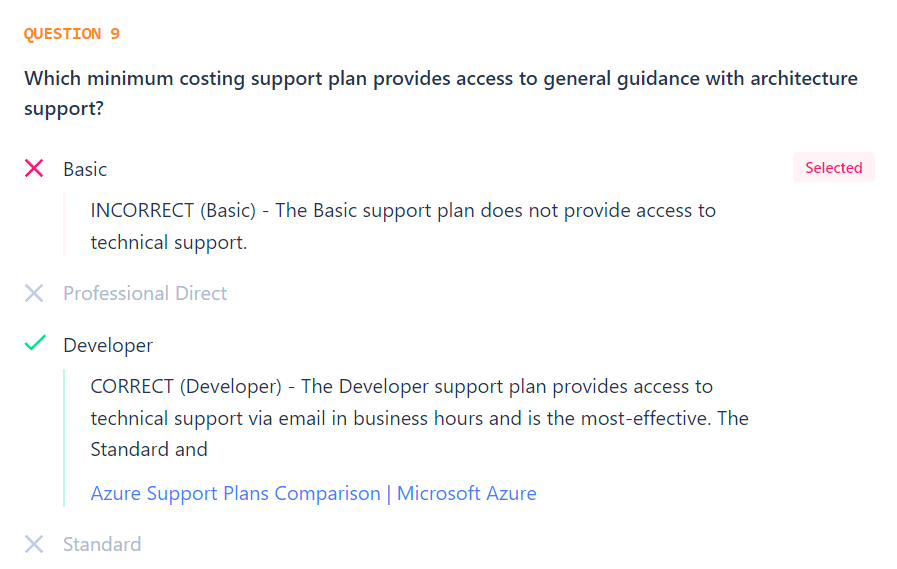 QUESTION 9
Which minimum costing support plan provides access to general guidance with architecture
support?
Basic
Selected
INCORRECT (Basic) - The Basic support plan does not provide access to
technical support.
Professional Direct
Developer
CORRECT (Developer) - The Developer support plan provides access to
technical support via email in business hours and is the most-effective. The
Standard and
Azure Support Plans Comparison | Microsoft Azure
Standard